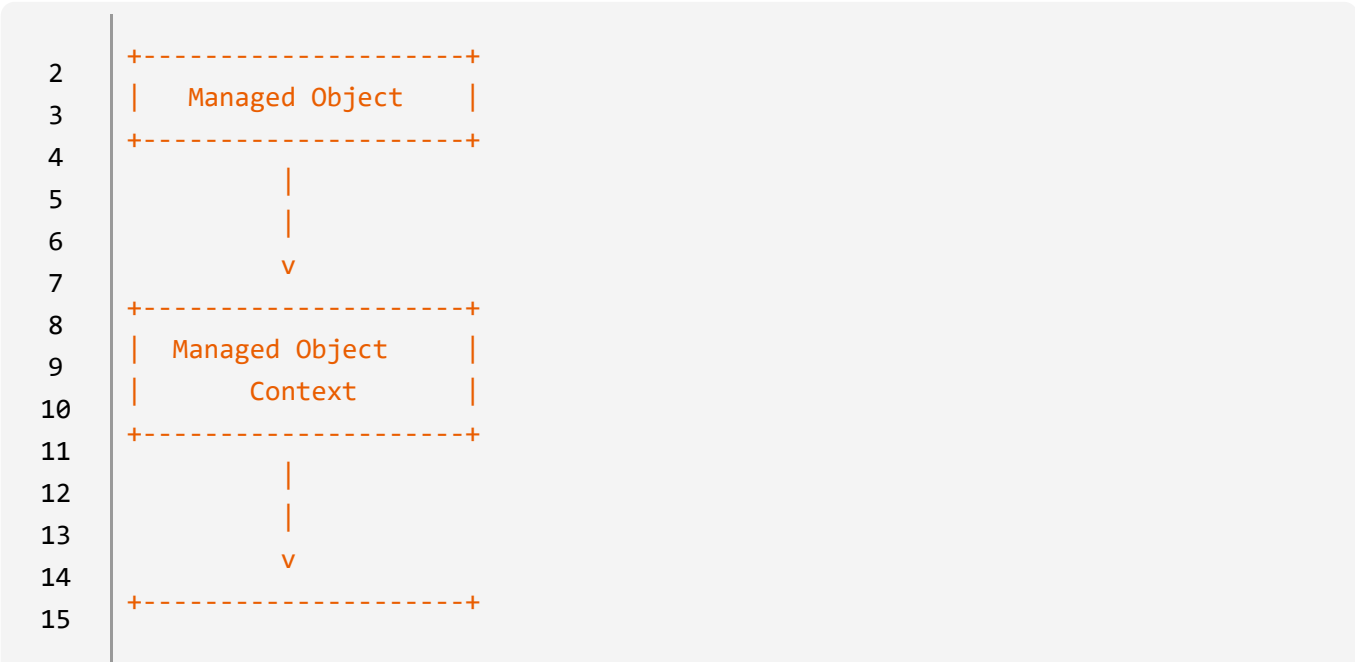 2 +---------------------+
3 |   Managed Object    |
4 +---------------------+
5           |
6           |
7           v
8 +---------------------+
9 |  Managed Object     |
10 |       Context       |
11 +---------------------+
12           |
13           |
14           v
15 +---------------------+